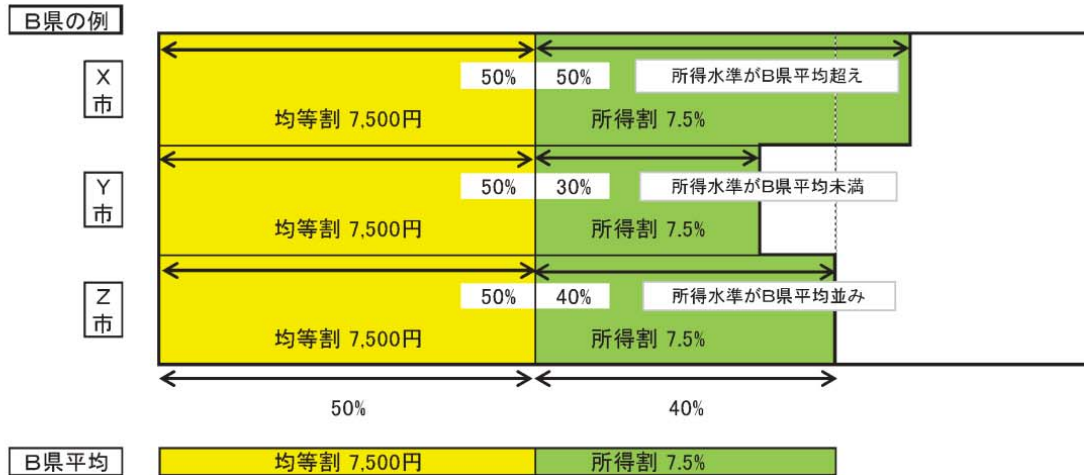 B県の例
X市
50%
50%
所得水準がB県平均超え
均等割 7,500円
所得割 7.5%
Y市
50%
30%
所得水準がB県平均未満
均等割 7,500円
所得割 7.5%
Z市
50%
40%
所得水準がB県平均並み
均等割 7,500円
所得割 7.5%
50%
40%
B県平均
均等割 7,500円
所得割 7.5%